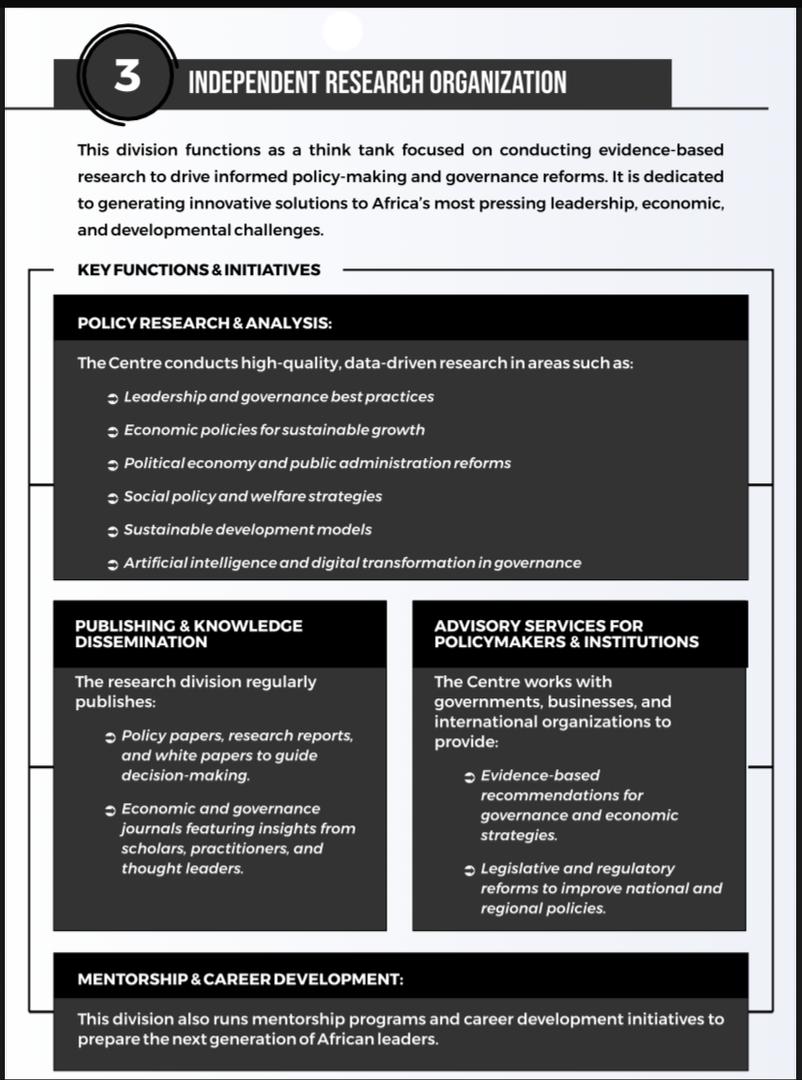 3
INDEPENDENT RESEARCH ORGANIZATION
This division functions as a think tank focused on conducting evidence-based
research to drive informed policy-making and governance reforms. It is dedicated
to generating innovative solutions to Africa's most pressing leadership, economic,
and developmental challenges.
KEY FUNCTIONS & INITIATIVES
POLICY RESEARCH & ANALYSIS:
The Centre conducts high-quality, data-driven research in areas such as:
➲ Leadership and governance best practices
➲ Economic policies for sustainable growth
➲ Political economy and public administration reforms
➲ Social policy and welfare strategies
➲ Sustainable development models
➲ Artificial intelligence and digital transformation in governance
PUBLISHING & KNOWLEDGE
DISSEMINATION
The research division regularly
publishes:
➲ Policy papers, research reports,
and white papers to guide
decision-making.
➲ Economic and governance
journals featuring insights from
scholars, practitioners, and
thought leaders.
ADVISORY SERVICES FOR
POLICYMAKERS & INSTITUTIONS
The Centre works with
governments, businesses, and
international organizations to
provide:
➲ Evidence-based
recommendations for
governance and economic
strategies.
➲ Legislative and regulatory
reforms to improve national and
regional policies.
MENTORSHIP & CAREER DEVELOPMENT:
This division also runs mentorship programs and career development initiatives to
prepare the next generation of African leaders.